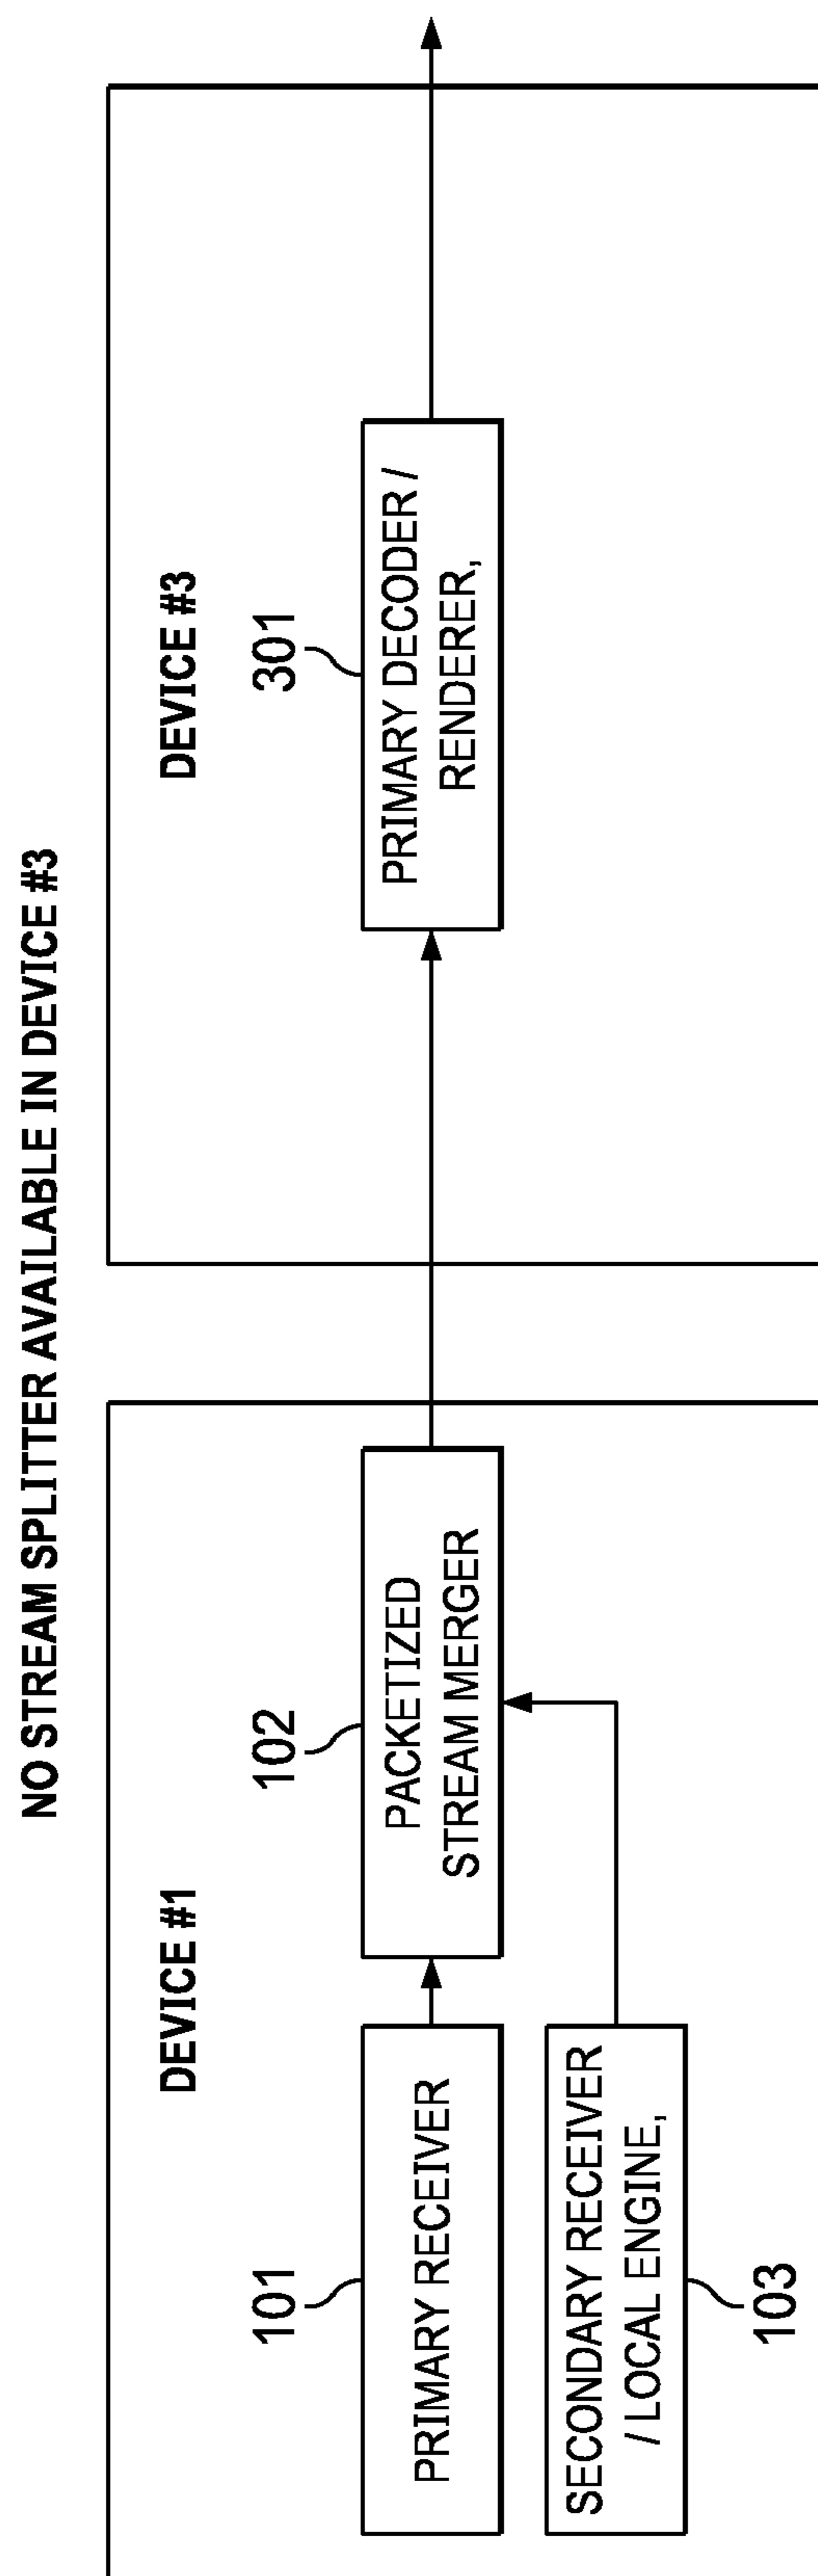 NO STREAM SPLITTER AVAILABLE IN DEVICE #3
DEVICE #1
101
PRIMARY RECEIVER
102
PACKETIZED
STREAM MERGER
SECONDARY RECEIVER
/ LOCAL ENGINE,
103
DEVICE #3
301
PRIMARY DECODER /
RENDERER,